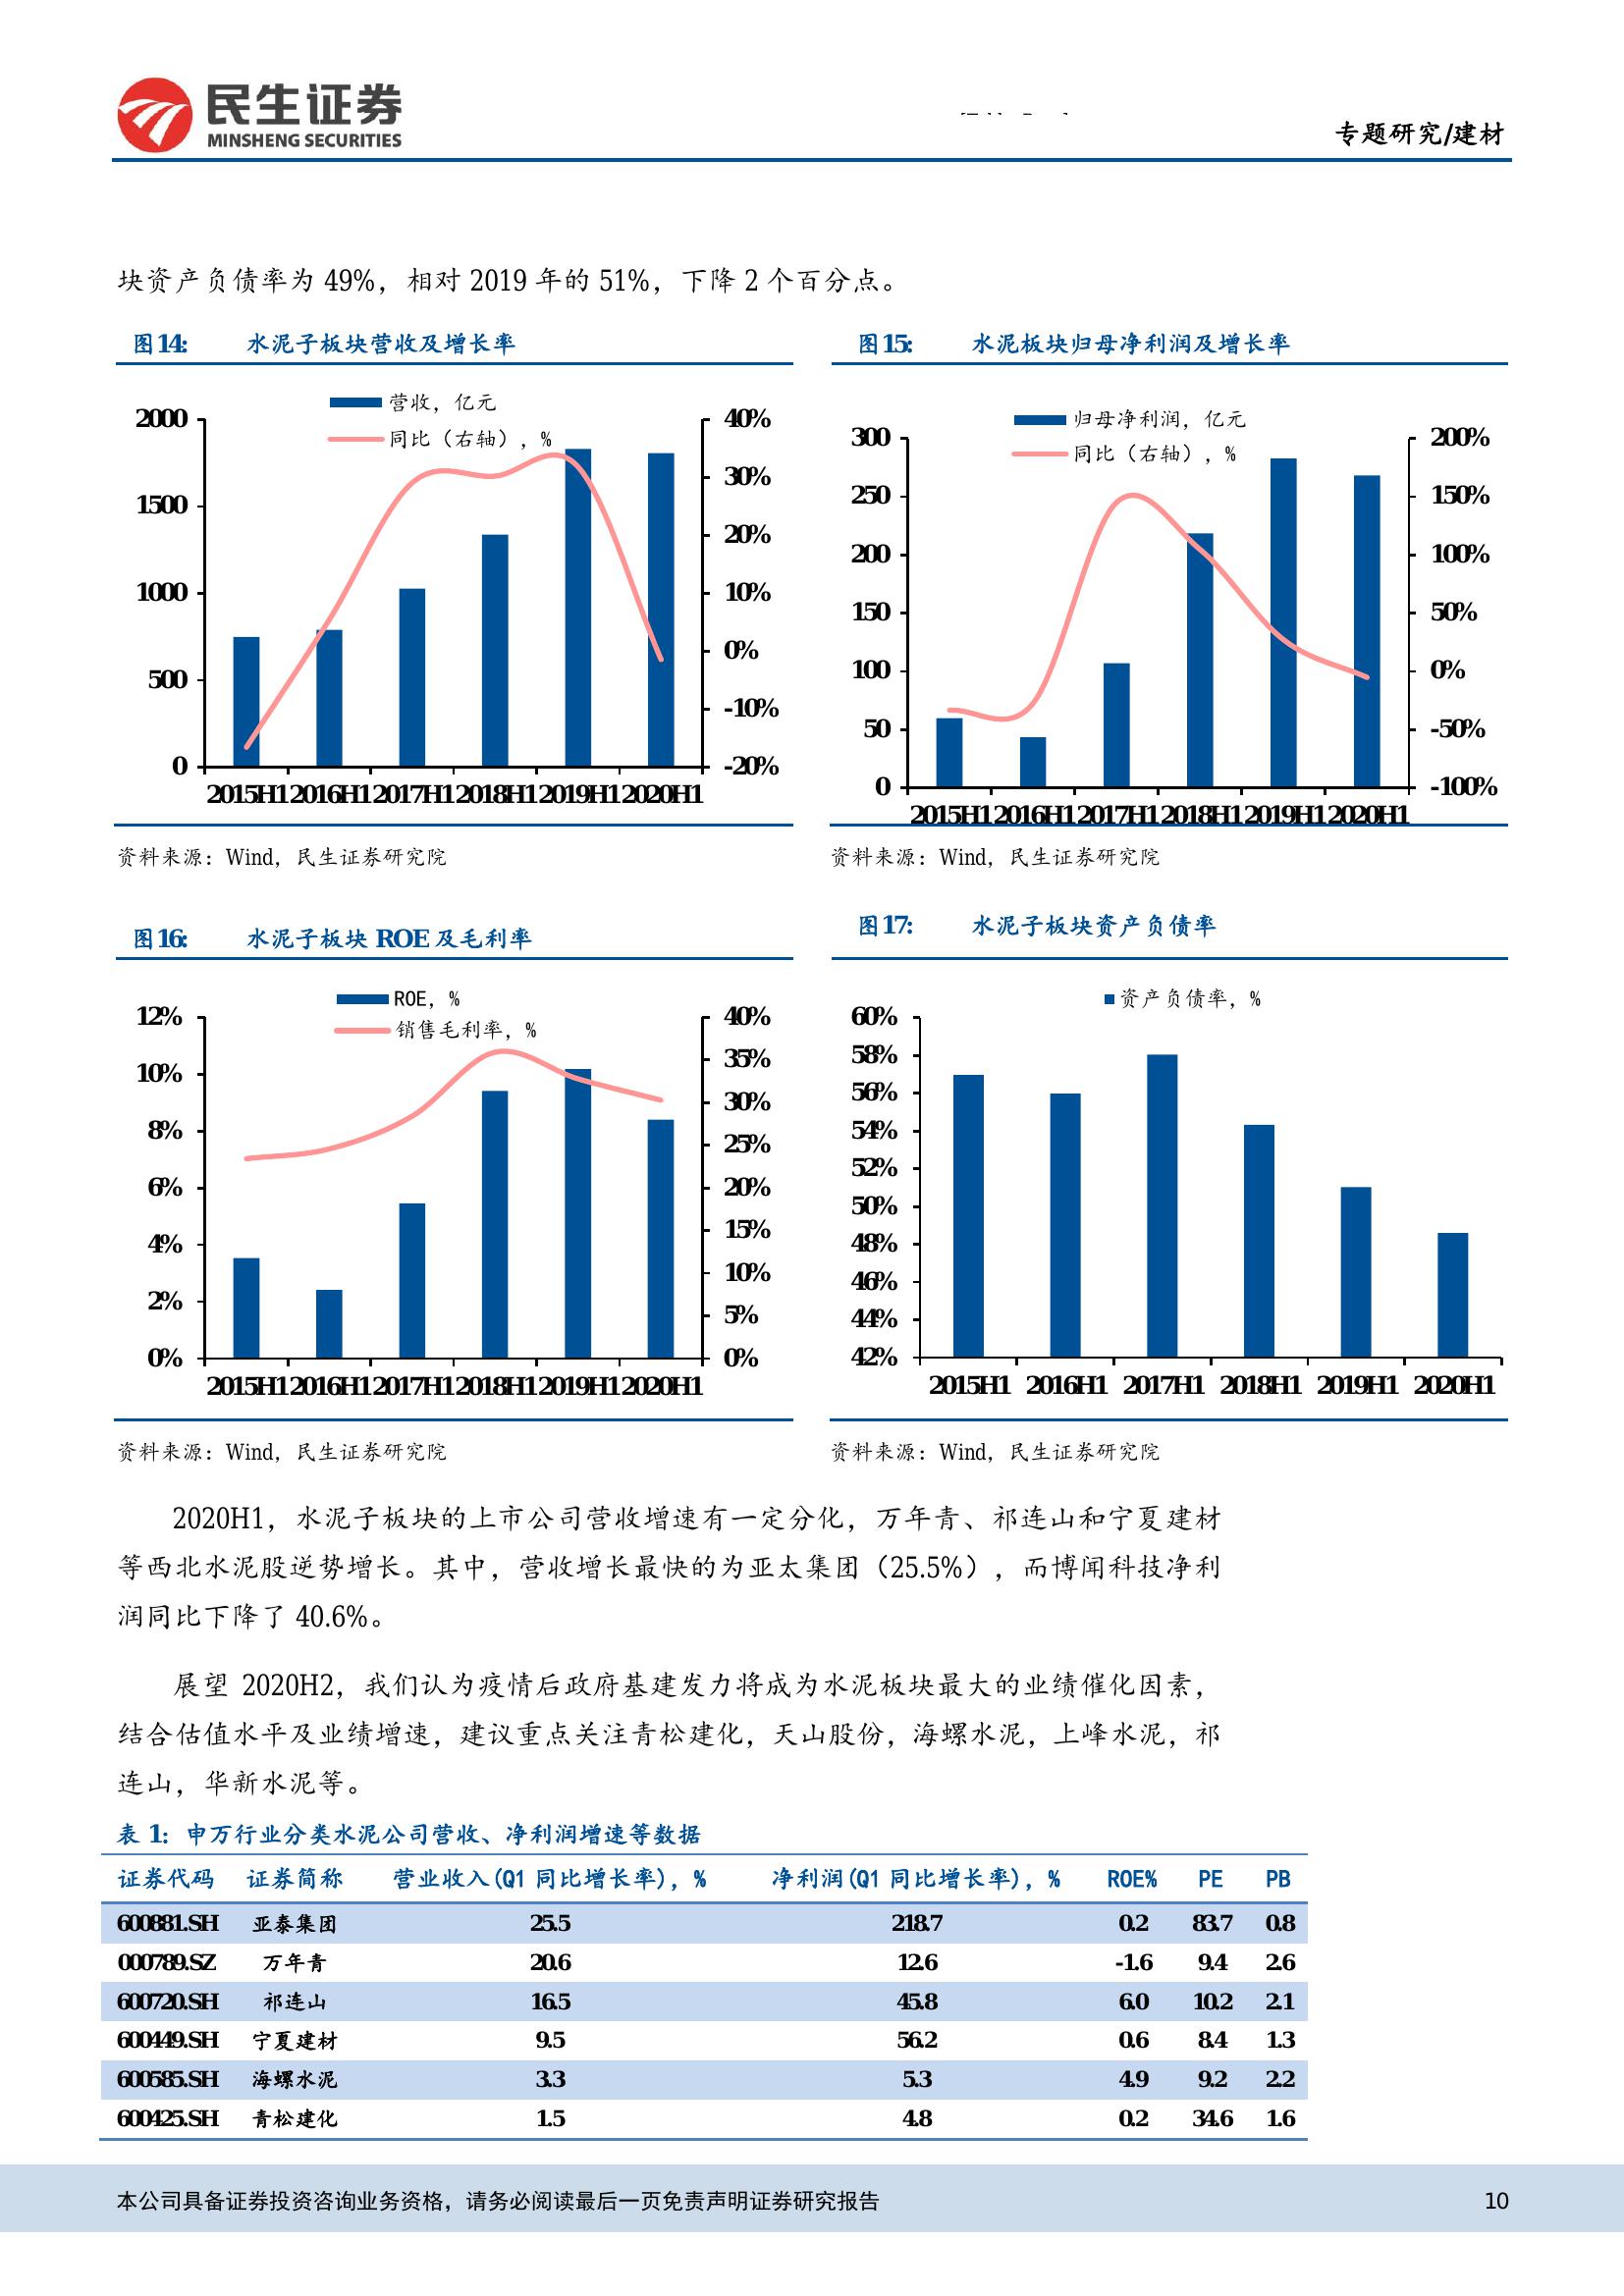 民生证券
MINSHENG SECURITIES
专题研究/建材
块资产负债率为 49%，相对 2019 年的 51%，下降 2 个百分点。
图14: 水泥子板块营收及增长率
营收，亿元
同比（右轴），%
2000
1500
1000
500
0
40%
30%
20%
10%
0%
-10%
-20%
2015H1 2016H1 2017H1 2018H1 2019H1 2020H1
资料来源：Wind，民生证券研究院
图15: 水泥板块归母净利润及增长率
归母净利润，亿元
同比（右轴），%
300
250
200
150
100
50
0
200%
150%
100%
50%
0%
-50%
-100%
2015H1 2016H1 2017H1 2018H1 2019H1 2020H1
资料来源：Wind，民生证券研究院
图16: 水泥子板块 ROE 及毛利率
ROE，%
销售毛利率，%
12%
10%
8%
6%
4%
2%
0%
40%
35%
30%
25%
20%
15%
10%
5%
0%
2015H1 2016H1 2017H1 2018H1 2019H1 2020H1
资料来源：Wind，民生证券研究院
图17: 水泥子板块资产负债率
资产负债率，%
60%
58%
56%
54%
52%
50%
48%
46%
44%
42%
2015H1 2016H1 2017H1 2018H1 2019H1 2020H1
资料来源：Wind，民生证券研究院
2020H1，水泥子板块的上市公司营收增速有一定分化，万年青、祁连山和宁夏建材
等西北水泥股逆势增长。其中，营收增长最快的为亚太集团（25.5%），而博闻科技净利
润同比下降了 40.6%。
展望 2020H2，我们认为疫情后政府基建发力将成为水泥板块最大的业绩催化因素，
结合估值水平及业绩增速，建议重点关注青松建化，天山股份，海螺水泥，上峰水泥，祁
连山，华新水泥等。
表 1：申万行业分类水泥公司营收、净利润增速等数据
证券代码 证券简称 营业收入(Q1 同比增长率)，% 净利润(Q1 同比增长率)，% ROE% PE PB
600881.SH 亚泰集团 25.5 218.7 0.2 83.7 0.8
000789.SZ 万年青 20.6 12.6 -1.6 9.4 2.6
600720.SH 祁连山 16.5 45.8 6.0 10.2 2.1
600449.SH 宁夏建材 9.5 56.2 0.6 8.4 1.3
600585.SH 海螺水泥 3.3 5.3 4.9 9.2 2.2
600425.SH 青松建化 1.5 4.8 0.2 34.6 1.6
本公司具备证券投资咨询业务资格，请务必阅读最后一页免责声明证券研究报告 10